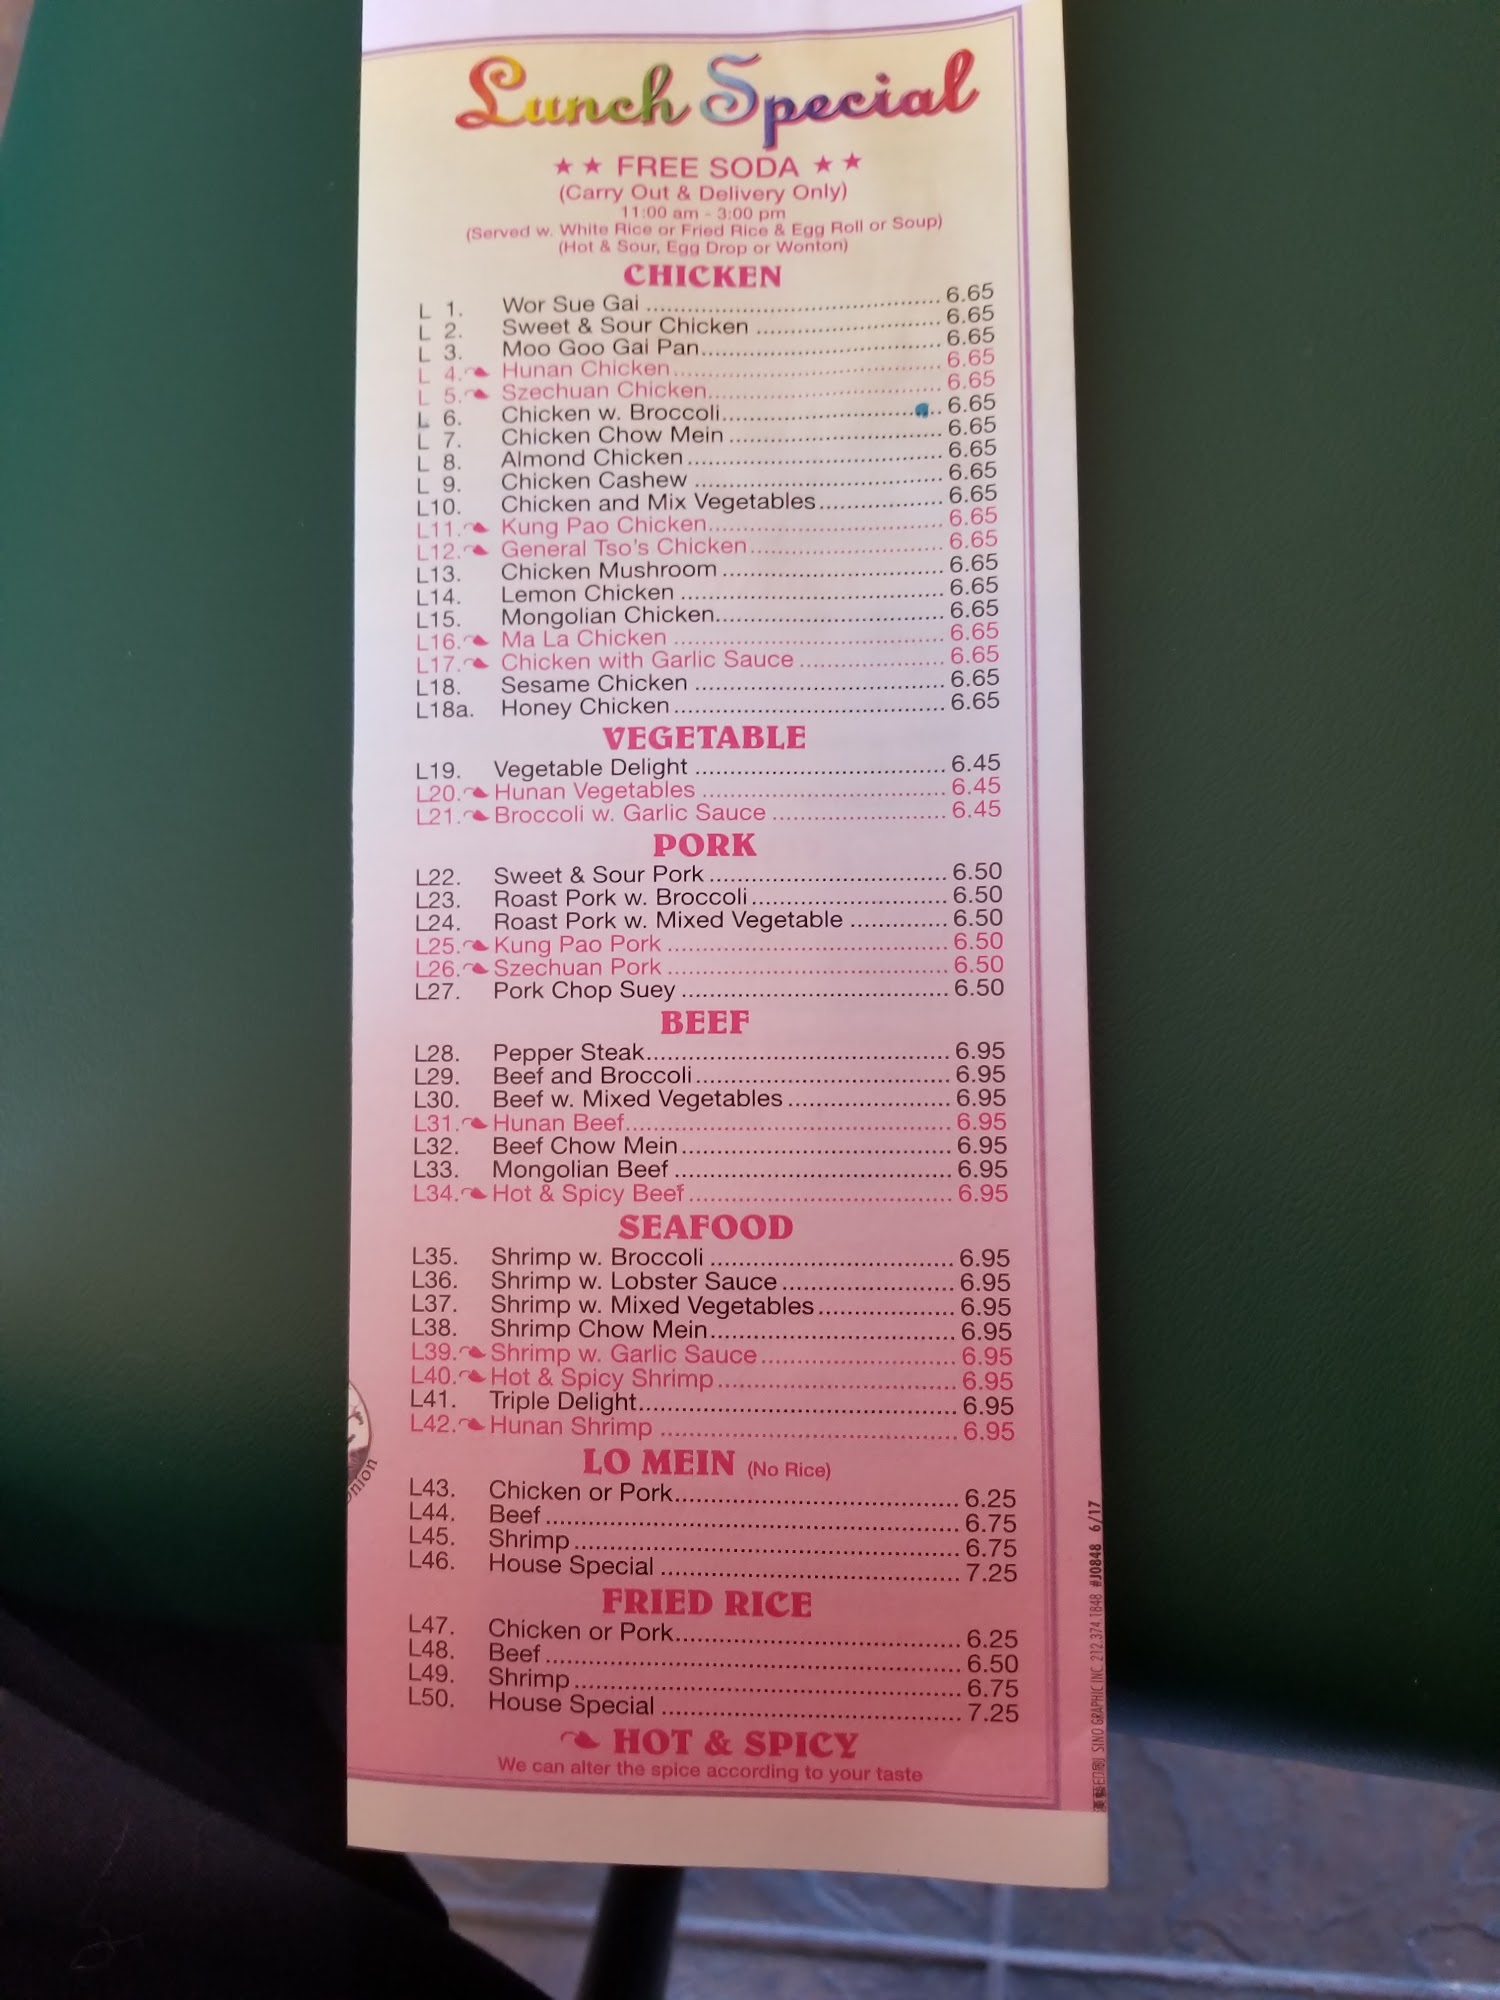 Lunch Special
★ ★ FREE SODA ★ ★
(Carry Out & Delivery Only)
11:00 am - 3:00 pm
(Served w. White Rice or Fried Rice & Egg Roll or Soup)
(Hot & Sour, Egg Drop or Wonton)
CHICKEN
L 1. Wor Sue Gai 6.65
L 2. Sweet & Sour Chicken 6.65
L 3. Moo Goo Gai Pan 6.65
L 4. Hunan Chicken 6.65
L 5. Szechuan Chicken 6.65
L 6. Chicken w. Broccoli 6.65
L 7. Chicken Chow Mein 6.65
L 8. Almond Chicken 6.65
L 9. Chicken Cashew 6.65
L10. Chicken and Mix Vegetables 6.65
L11. Kung Pao Chicken 6.65
L12. General Tso's Chicken 6.65
L13. Chicken Mushroom 6.65
L14. Lemon Chicken 6.65
L15. Mongolian Chicken 6.65
L16. Ma La Chicken 6.65
L17. Chicken with Garlic Sauce 6.65
L18. Sesame Chicken 6.65
L18a. Honey Chicken 6.65
VEGETABLE
L19. Vegetable Delight 6.45
L20. Hunan Vegetables 6.45
L21. Broccoli w. Garlic Sauce 6.45
PORK
L22. Sweet & Sour Pork 6.50
L23. Roast Pork w. Broccoli 6.50
L24. Roast Pork w. Mixed Vegetable 6.50
L25. Kung Pao Pork 6.50
L26. Szechuan Pork 6.50
L27. Pork Chop Suey 6.50
BEEF
L28. Pepper Steak 6.95
L29. Beef and Broccoli 6.95
L30. Beef w. Mixed Vegetables 6.95
L31. Hunan Beef 6.95
L32. Beef Chow Mein 6.95
L33. Mongolian Beef 6.95
L34. Hot & Spicy Beef 6.95
SEAFOOD
L35. Shrimp w. Broccoli 6.95
L36. Shrimp w. Lobster Sauce 6.95
L37. Shrimp w. Mixed Vegetables 6.95
L38. Shrimp Chow Mein 6.95
L39. Shrimp w. Garlic Sauce 6.95
L40. Hot & Spicy Shrimp 6.95
L41. Triple Delight 6.95
L42. Hunan Shrimp 6.95
LO MEIN (No Rice)
L43. Chicken or Pork 6.25
L44. Beef 6.75
L45. Shrimp 6.75
L46. House Special 7.25
FRIED RICE
L47. Chicken or Pork 6.25
L48. Beef 6.50
L49. Shrimp 6.75
L50. House Special 7.25
HOT & SPICY
We can alter the spice according to your taste
SINO GRAPHIC INC. 212.374.1848 #J0848 6/17